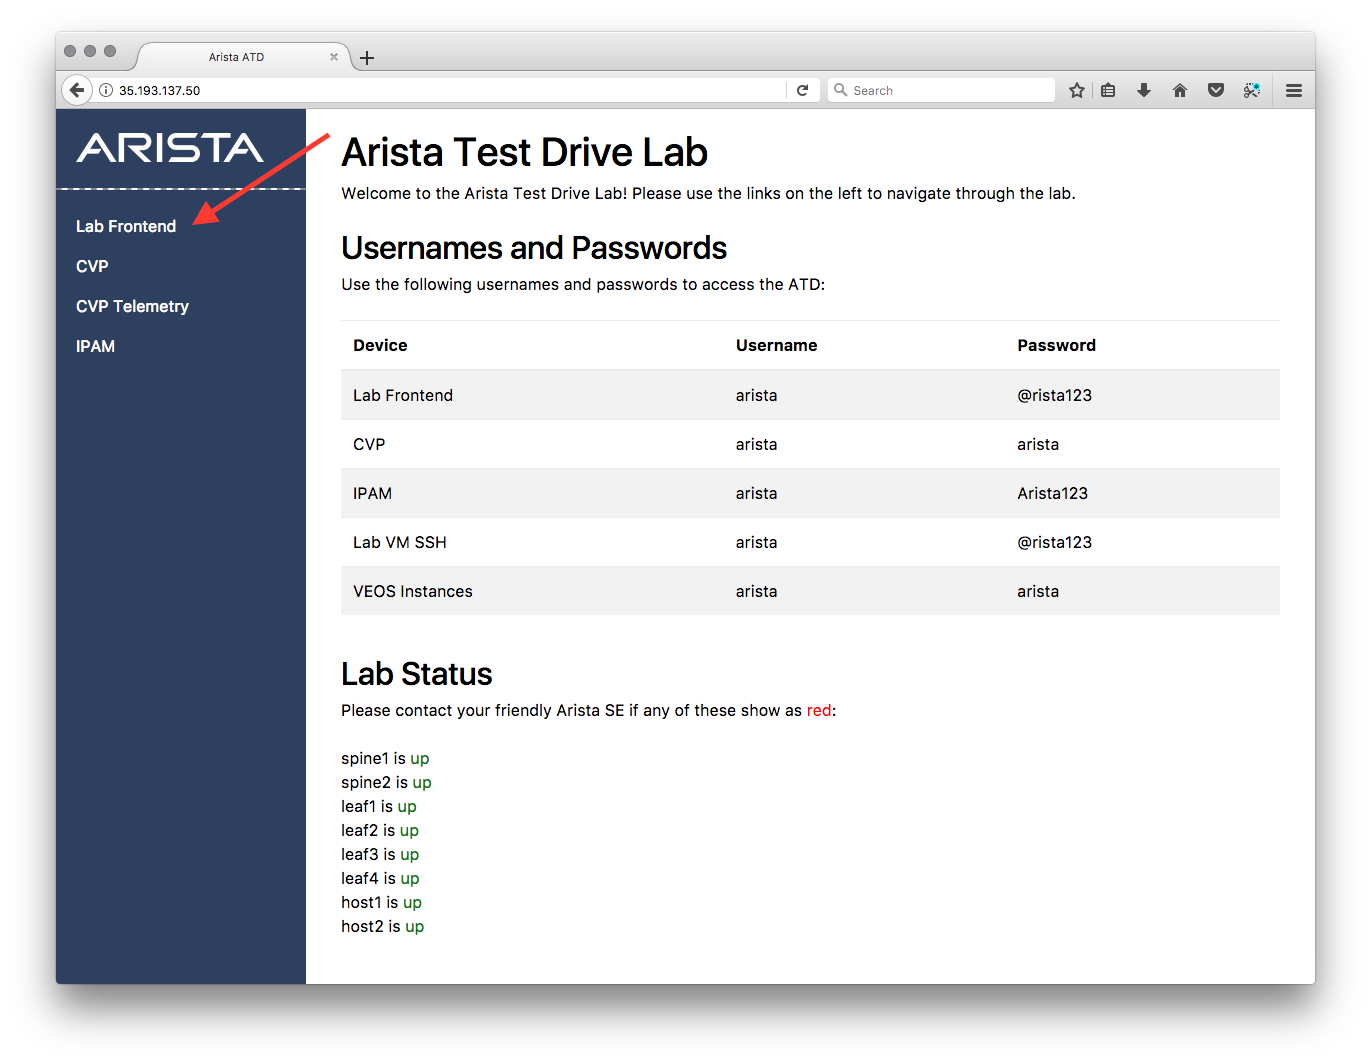 Arista ATD
35.193.137.50
Search
ARISTA
Lab Frontend
CVP
CVP Telemetry
IPAM
Arista Test Drive Lab
Welcome to the Arista Test Drive Lab! Please use the links on the left to navigate through the lab.
Usernames and Passwords
Use the following usernames and passwords to access the ATD:
Device Username Password
Lab Frontend arista @rista123
CVP arista arista
IPAM arista Arista123
Lab VM SSH arista @rista123
VEOS Instances arista arista
Lab Status
Please contact your friendly Arista SE if any of these show as red:
spine1 is up
spine2 is up
leaf1 is up
leaf2 is up
leaf3 is up
leaf4 is up
host1 is up
host2 is up